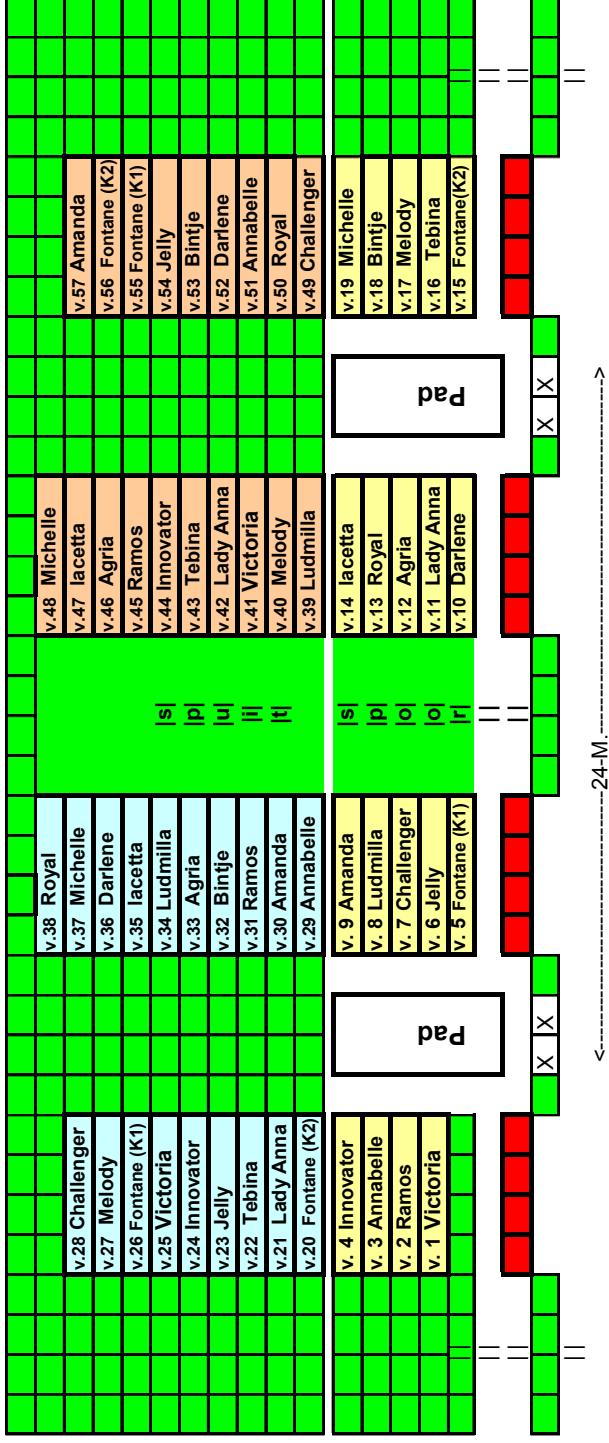 v.38 Royal v.48 Michelle
v.28 Challenger v.37 Michelle v.47 Iacetta v.57 Amanda
v.27 Melody v.36 Darlene v.46 Agria v.56 Fontane (K2)
v.26 Fontane (K1) v.35 Iacetta v.45 Ramos v.55 Fontane (K1)
v.25 Victoria v.34 Ludmilla |s| v.44 Innovator v.54 Jelly
v.24 Innovator v.33 Agria |p| v.43 Tebina v.53 Bintje
v.23 Jelly v.32 Bintje |u| v.42 Lady Anna v.52 Darlene
v.22 Tebina v.31 Ramos |i| v.41 Victoria v.51 Annabelle
v.21 Lady Anna v.30 Amanda |t| v.40 Melody v.50 Royal
v.20 Fontane (K2) v.29 Annabelle v.39 Ludmilla v.49 Challenger
v. 4 Innovator v. 9 Amanda |s| v.14 Iacetta v.19 Michelle
v. 3 Annabelle v. 8 Ludmilla |p| v.13 Royal v.18 Bintje
v. 2 Ramos v. 7 Challenger |o| v.12 Agria v.17 Melody
v. 1 Victoria v. 6 Jelly |o| v.11 Lady Anna v.16 Tebina
v. 5 Fontane (K1) |r| v.10 Darlene v.15 Fontane(K2)
Pad Pad
X X X X
<----------24-M.---------->